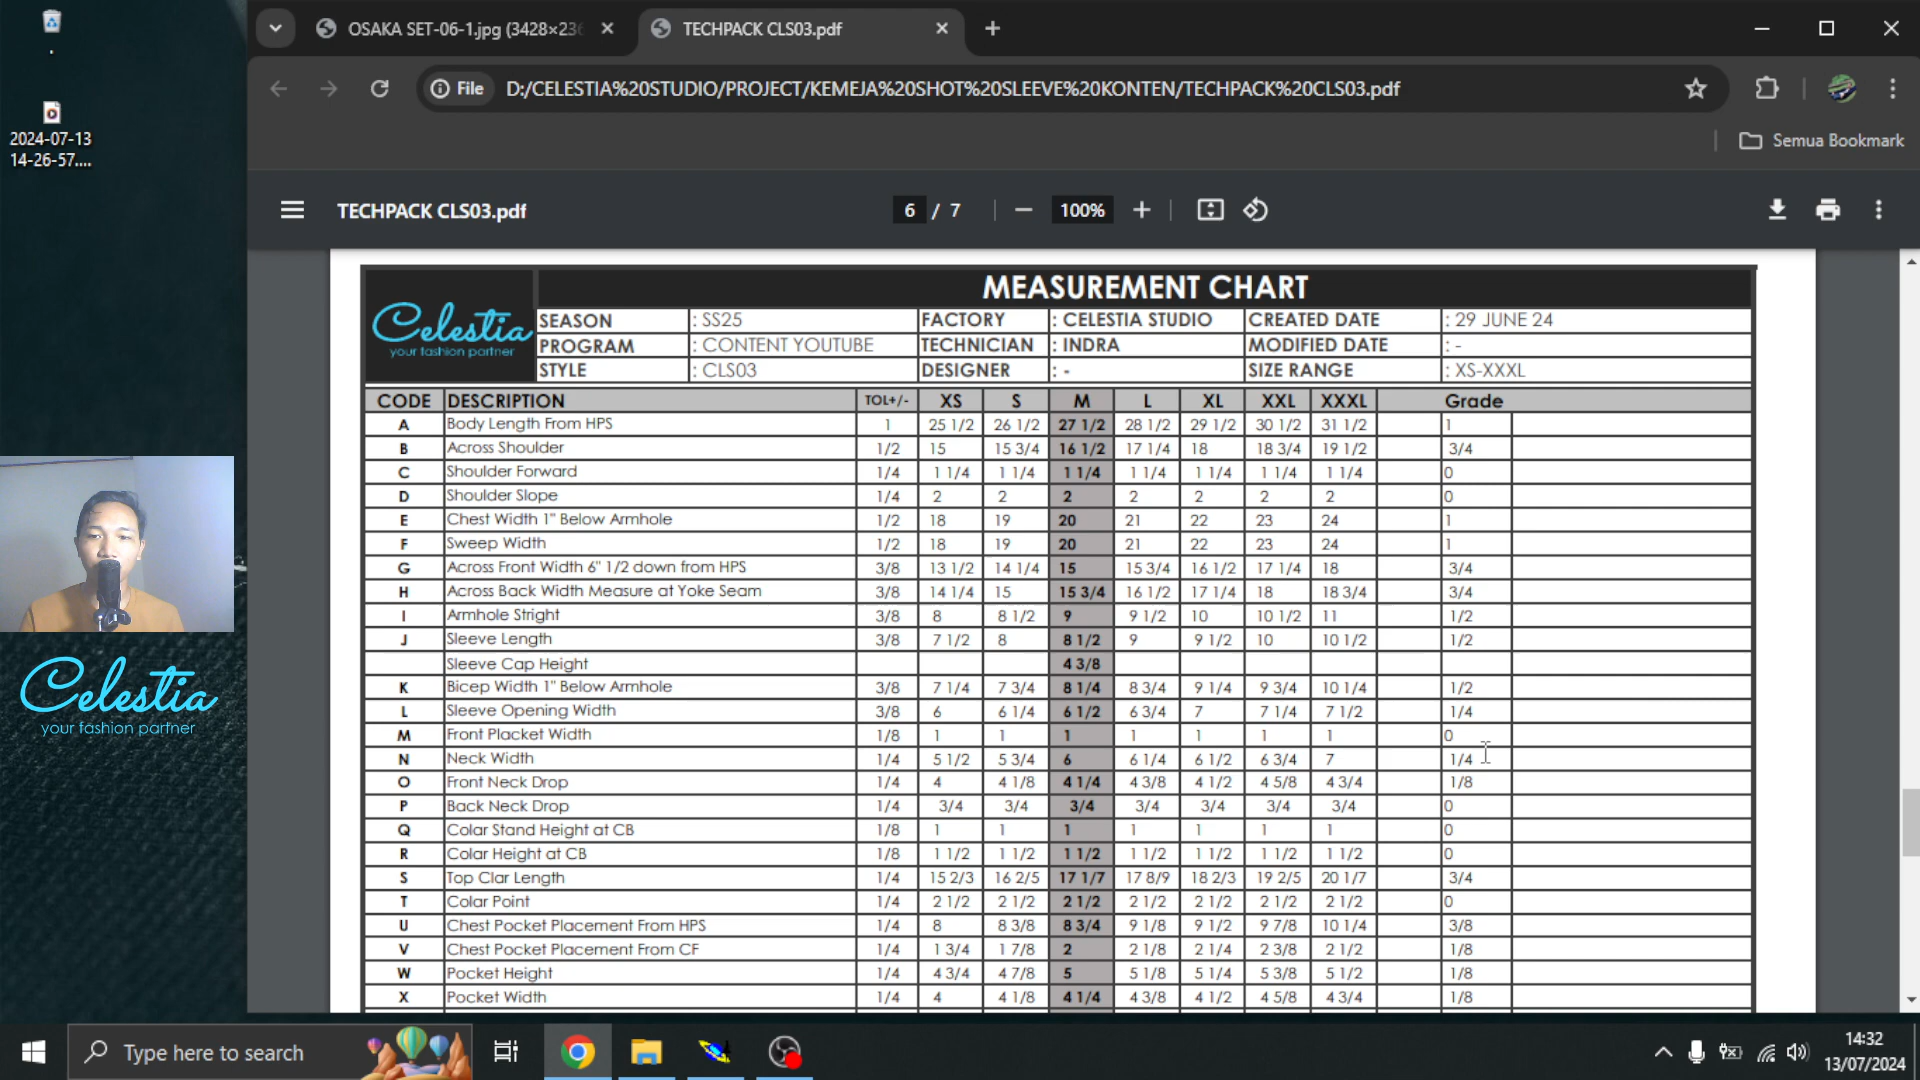 .
2024-07-13
14-26-57....
OSAKA SET-06-1.jpg (3428×236
TECHPACK CLS03.pdf
File
D:/CELESTIA%20STUDIO/PROJECT/KEMEJA%20SHOT%20SLEEVE%20KONTEN/TECHPACK%20CLS03.pdf
Semua Bookmark
TECHPACK CLS03.pdf
6 / 7
100%
Celestia
your fashion partner
MEASUREMENT CHART
SEASON : SS25 FACTORY : CELESTIA STUDIO CREATED DATE : 29 JUNE 24
PROGRAM : CONTENT YOUTUBE TECHNICIAN : INDRA MODIFIED DATE : -
STYLE : CLS03 DESIGNER : - SIZE RANGE : XS-XXXL
CODE DESCRIPTION TOL+/- XS S M L XL XXL XXXL Grade
A Body Length From HPS 1 25 1/2 26 1/2 27 1/2 28 1/2 29 1/2 30 1/2 31 1/2 1
B Across Shoulder 1/2 15 15 3/4 16 1/2 17 1/4 18 18 3/4 19 1/2 3/4
C Shoulder Forward 1/4 1 1/4 1 1/4 1 1/4 1 1/4 1 1/4 1 1/4 1 1/4 0
D Shoulder Slope 1/4 2 2 2 2 2 2 2 0
E Chest Width 1" Below Armhole 1/2 18 19 20 21 22 23 24 1
F Sweep Width 1/2 18 19 20 21 22 23 24 1
G Across Front Width 6" 1/2 down from HPS 3/8 13 1/2 14 1/4 15 15 3/4 16 1/2 17 1/4 18 3/4
H Across Back Width Measure at Yoke Seam 3/8 14 1/4 15 15 3/4 16 1/2 17 1/4 18 18 3/4 3/4
I Armhole Stright 3/8 8 8 1/2 9 9 1/2 10 10 1/2 11 1/2
J Sleeve Length 3/8 7 1/2 8 8 1/2 9 9 1/2 10 10 1/2 1/2
Sleeve Cap Height 4 3/8
K Bicep Width 1" Below Armhole 3/8 7 1/4 7 3/4 8 1/4 8 3/4 9 1/4 9 3/4 10 1/4 1/2
L Sleeve Opening Width 3/8 6 6 1/4 6 1/2 6 3/4 7 7 1/4 7 1/2 1/4
M Front Placket Width 1/8 1 1 1 1 1 1 1 0
N Neck Width 1/4 5 1/2 5 3/4 6 6 1/4 6 1/2 6 3/4 7 1/4
O Front Neck Drop 1/4 4 4 1/8 4 1/4 4 3/8 4 1/2 4 5/8 4 3/4 1/8
P Back Neck Drop 1/4 3/4 3/4 3/4 3/4 3/4 3/4 3/4 0
Q Colar Stand Height at CB 1/8 1 1 1 1 1 1 1 0
R Colar Height at CB 1/8 1 1/2 1 1/2 1 1/2 1 1/2 1 1/2 1 1/2 1 1/2 0
S Top Clar Length 1/4 15 2/3 16 2/5 17 1/7 17 8/9 18 2/3 19 2/5 20 1/7 3/4
T Colar Point 1/4 2 1/2 2 1/2 2 1/2 2 1/2 2 1/2 2 1/2 2 1/2 0
U Chest Pocket Placement From HPS 1/4 8 8 3/8 8 3/4 9 1/8 9 1/2 9 7/8 10 1/4 3/8
V Chest Pocket Placement From CF 1/4 1 3/4 1 7/8 2 2 1/8 2 1/4 2 3/8 2 1/2 1/8
W Pocket Height 1/4 4 3/4 4 7/8 5 5 1/8 5 1/4 5 3/8 5 1/2 1/8
X Pocket Width 1/4 4 4 1/8 4 1/4 4 3/8 4 1/2 4 5/8 4 3/4 1/8
Celestia
your fashion partner
Type here to search
14:32
13/07/2024